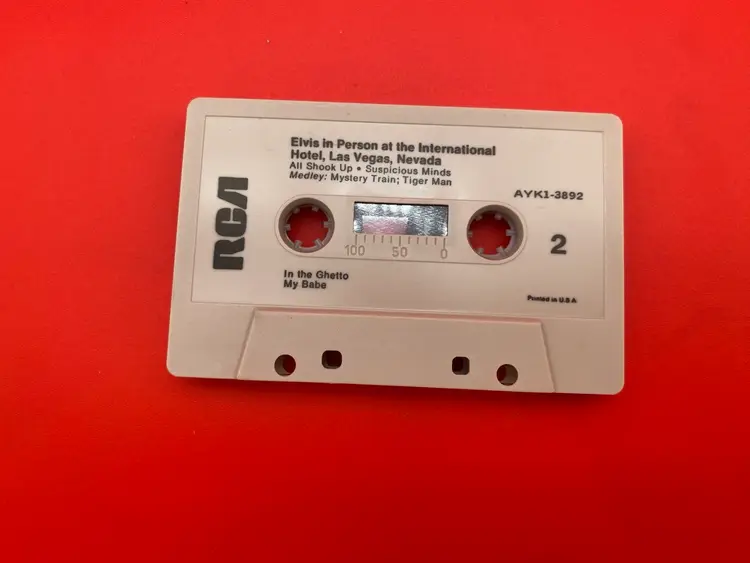 Elvis in Person at the International
Hotel, Las Vegas, Nevada
All Shook Up • Suspicious Minds
Medley: Mystery Train; Tiger Man
AYK1-3892
RCA
100 50 0
2
In the Ghetto
My Babe
Printed in U.S.A